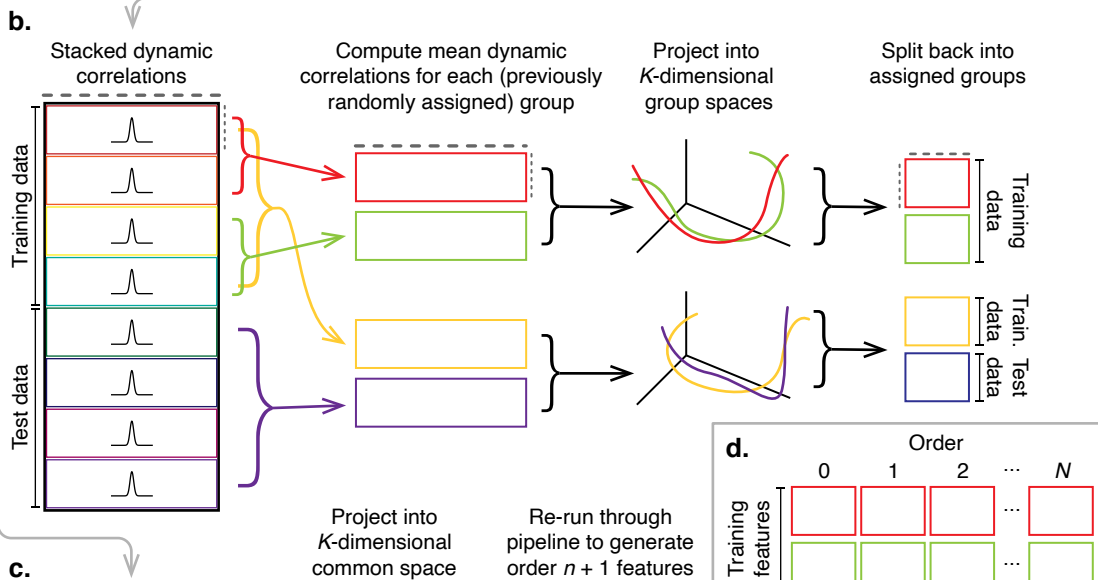 b.
Stacked dynamic
correlations
Compute mean dynamic
correlations for each (previously
randomly assigned) group
Project into
K-dimensional
group spaces
Split back into
assigned groups
Training data
Test data
Training
data
Train.
data
Test
data
Project into
K-dimensional
common space
Re-run through
pipeline to generate
order n + 1 features
c.
d.
Order
0 1 2 ... N
Training
features
...
...